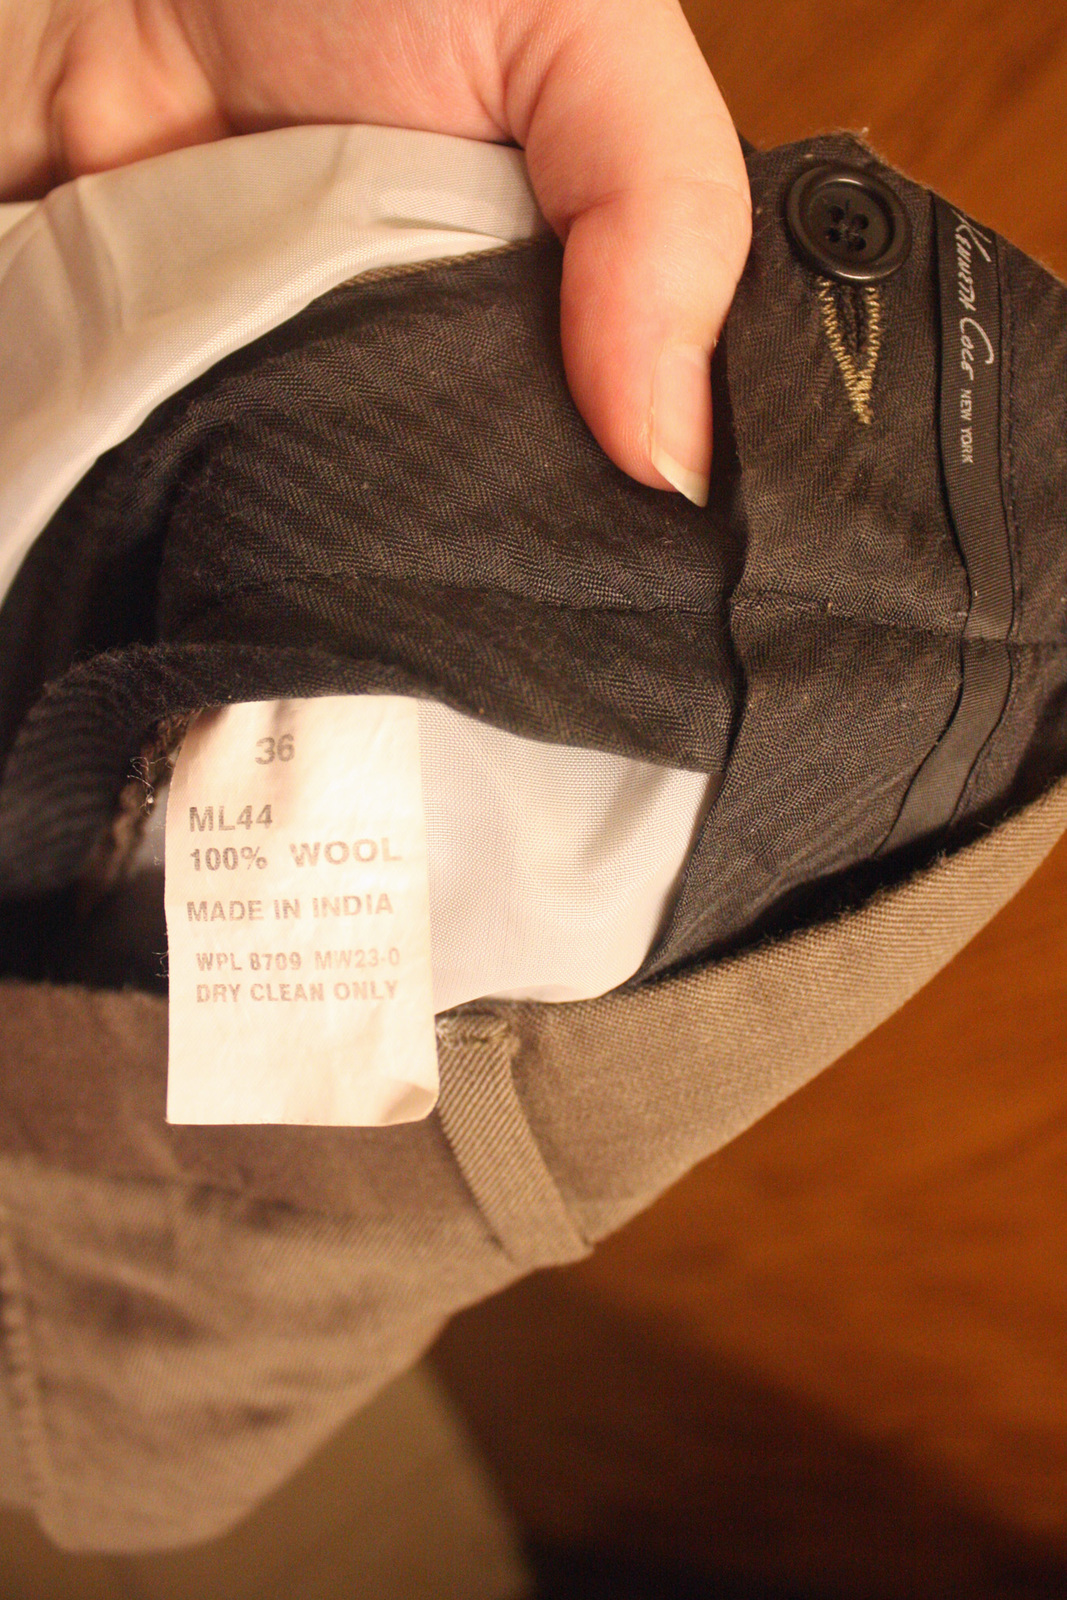 Kenneth Cole NEW YORK
36
ML44
100% WOOL
MADE IN INDIA
WPL 8709 MW23-0
DRY CLEAN ONLY